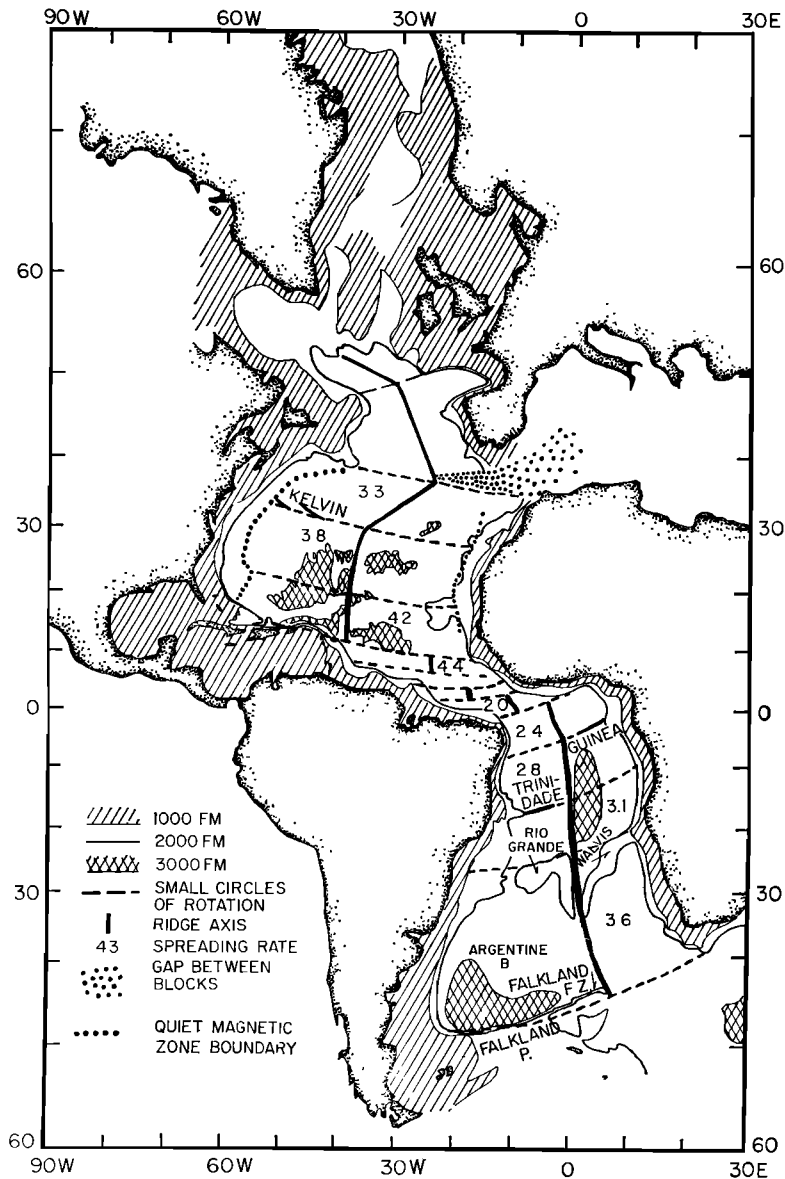 90W 60W 30W 0 30E
60 60
33
KELVIN
30 30
38
42
44
0 0
20
24
GUINEA
28
TRINI-
DADE
3.1
1000 FM
2000 FM
RIO
GRANDE
WALVIS
3000 FM
SMALL CIRCLES
OF ROTATION
30 30
RIDGE AXIS
36
43 SPREADING RATE
ARGENTINE
B
GAP BETWEEN
BLOCKS
FALKLAND
F Z
QUIET MAGNETIC
ZONE BOUNDARY
FALKLAND
P.
60 60
90W 60W 30W 0 30E